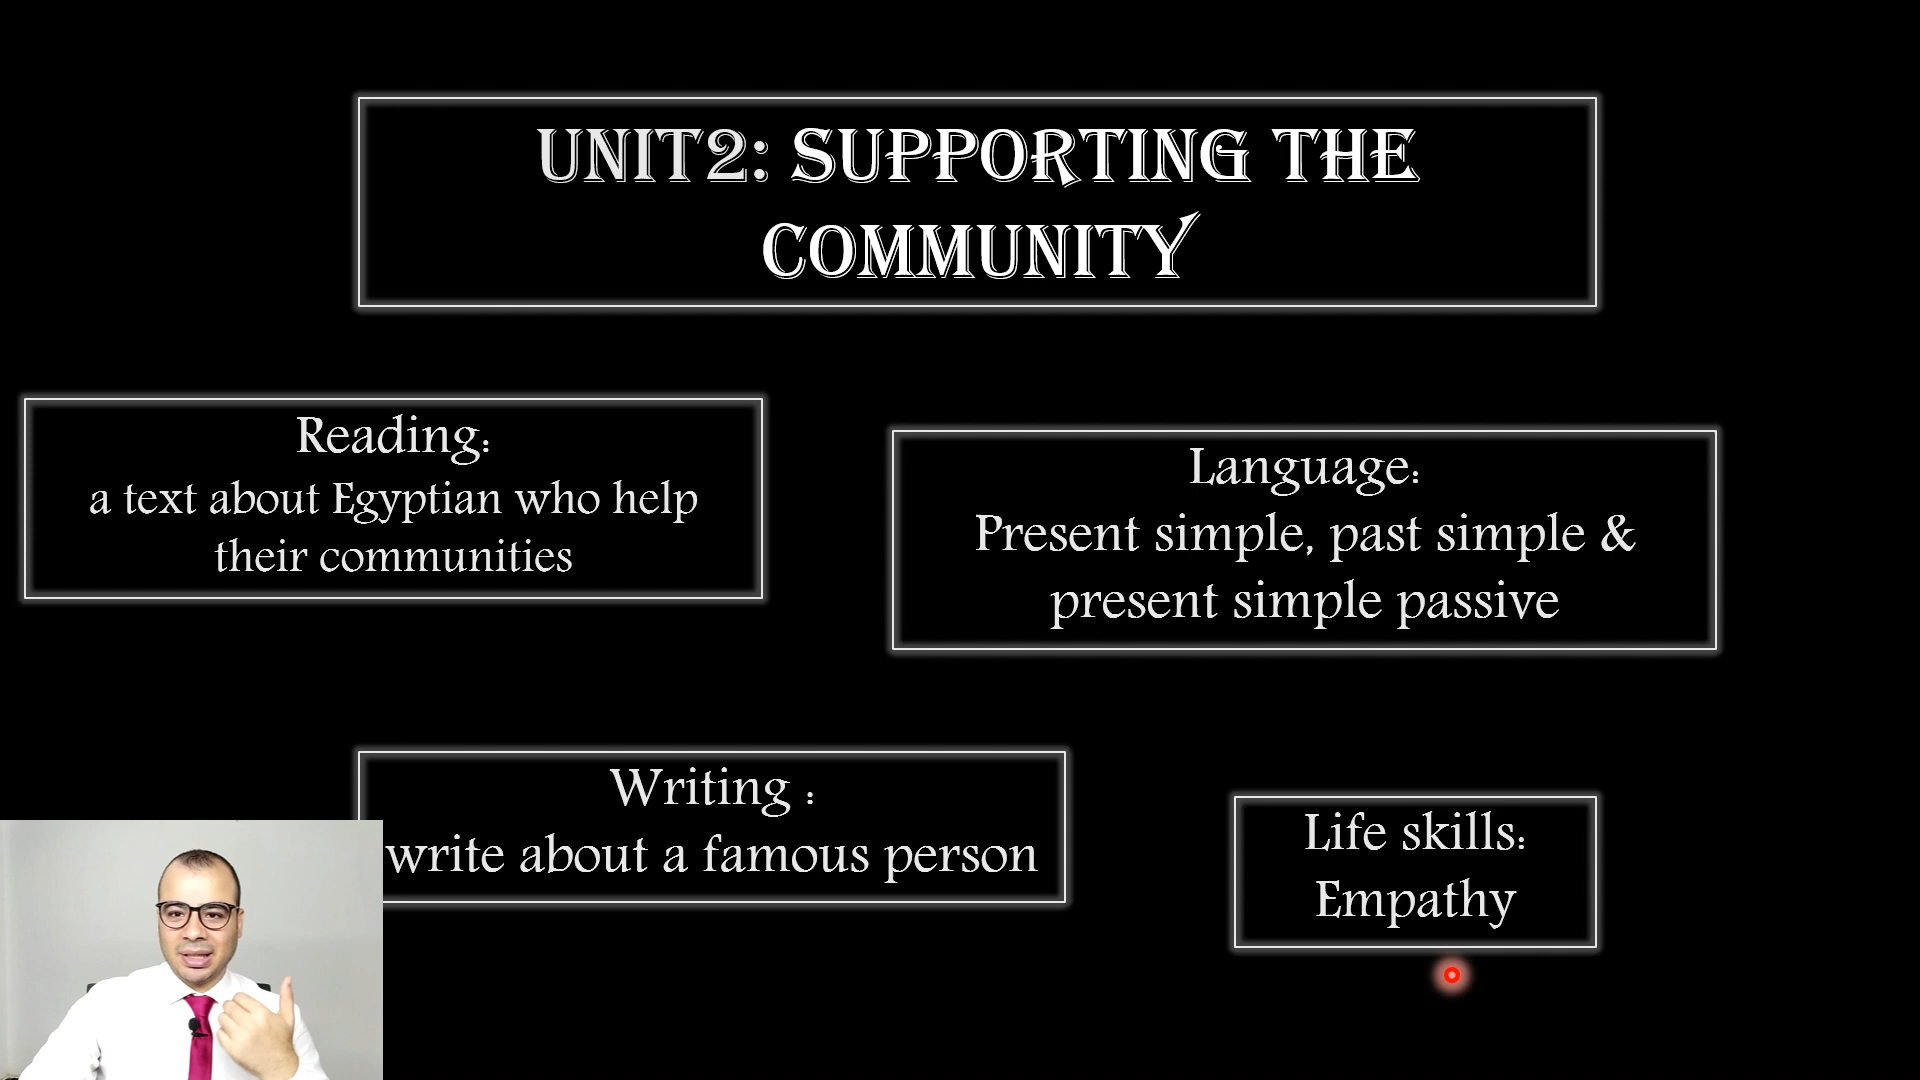 UNIT2: SUPPORTING THE
COMMUNITY
Reading:
a text about Egyptian who help
their communities
Language:
Present simple, past simple &
present simple passive
Writing :
write about a famous person
Life skills:
Empathy